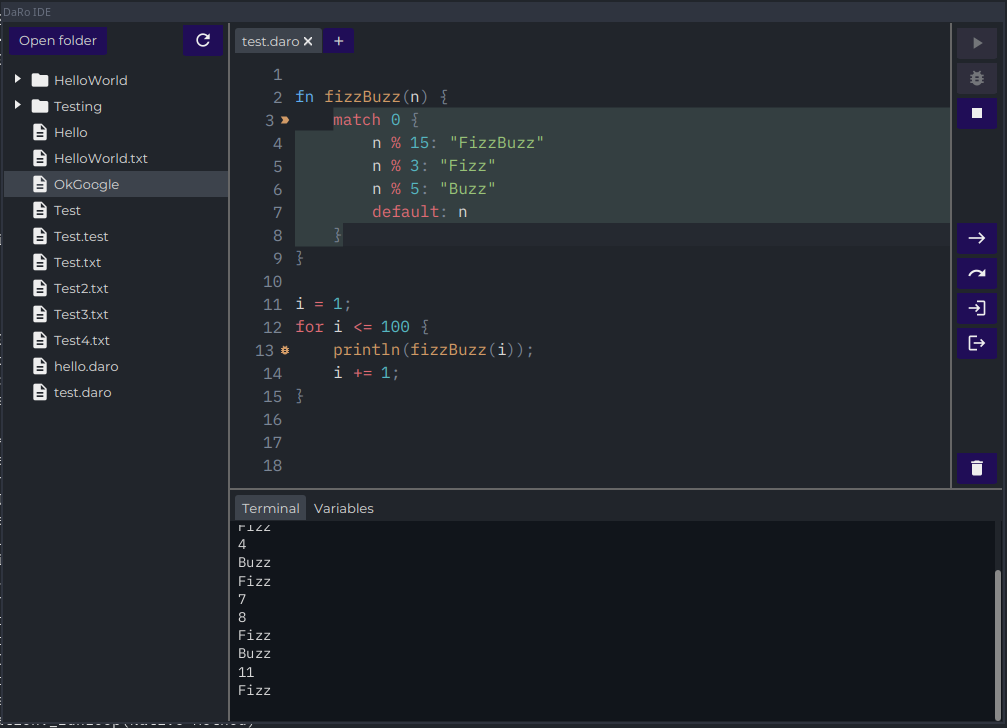 DaRo IDE
Open folder
HelloWorld
Testing
Hello
HelloWorld.txt
OkGoogle
Test
Test.test
Test.txt
Test2.txt
Test3.txt
Test4.txt
hello.daro
test.daro
test.daro ×
+
1
2 fn fizzBuzz(n) {
3 match 0 {
4 n % 15: "FizzBuzz"
5 n % 3: "Fizz"
6 n % 5: "Buzz"
7 default: n
8 }
9 }
10
11 i = 1;
12 for i <= 100 {
13 println(fizzBuzz(i));
14 i += 1;
15 }
16
17
18
Terminal Variables
Fizz
4
Buzz
Fizz
7
8
Fizz
Buzz
11
Fizz